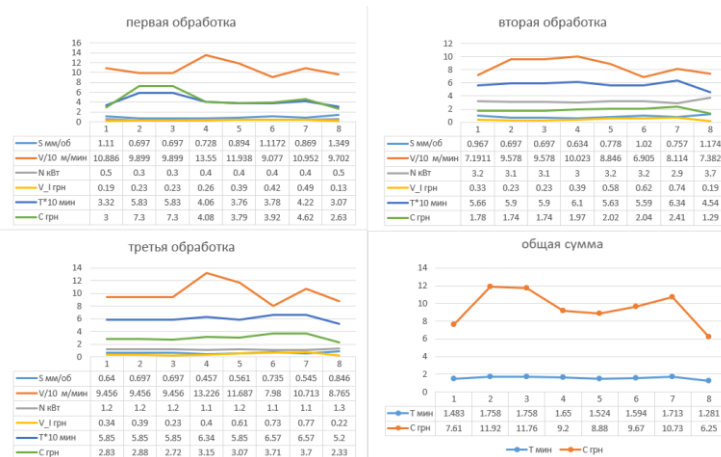 первая обработка
16
14
12
10
8
6
4
2
0
1 2 3 4 5 6 7 8
S мм/об 1.11 0.697 0.697 0.728 0.894 1.1172 0.869 1.349
V/10 м/мин 10.886 9.899 9.899 13.55 11.938 9.077 10.952 9.702
N кВт 0.5 0.3 0.3 0.4 0.4 0.4 0.4 0.5
V_I грн 0.19 0.23 0.23 0.26 0.39 0.42 0.49 0.13
T*10 мин 3.32 5.83 5.83 4.06 3.76 3.78 4.22 3.07
C грн 3 7.3 7.3 4.08 3.79 3.92 4.62 2.63
вторая обработка
12
10
8
6
4
2
0
1 2 3 4 5 6 7 8
S мм/об 0.967 0.697 0.697 0.634 0.778 1.02 0.757 1.174
V/10 м/мин 7.1911 9.578 9.578 10.023 8.846 6.905 8.114 7.382
N кВт 3.2 3.1 3.1 3 3.2 3.2 2.9 3.7
V_I грн 0.33 0.23 0.23 0.39 0.58 0.62 0.74 0.19
T*10 мин 5.66 5.9 5.9 6.1 5.63 5.59 6.34 4.54
C грн 1.78 1.74 1.74 1.97 2.02 2.04 2.41 1.29
третья обработка
14
12
10
8
6
4
2
0
1 2 3 4 5 6 7 8
S мм/об 0.64 0.697 0.697 0.457 0.561 0.735 0.545 0.846
V/10 м/мин 9.456 9.456 9.456 13.226 11.687 7.98 10.713 8.765
N кВт 1.2 1.2 1.2 1.1 1.2 1.1 1.1 1.3
V_I грн 0.34 0.39 0.23 0.4 0.61 0.73 0.77 0.22
T*10 мин 5.85 5.85 5.85 6.34 5.85 6.57 6.57 5.2
C грн 2.83 2.88 2.72 3.15 3.07 3.71 3.7 2.33
общая сумма
14
12
10
8
6
4
2
0
1 2 3 4 5 6 7 8
T мин 1.483 1.758 1.758 1.65 1.524 1.594 1.713 1.281
C грн 7.61 11.92 11.76 9.2 8.88 9.67 10.73 6.25
T мин C грн